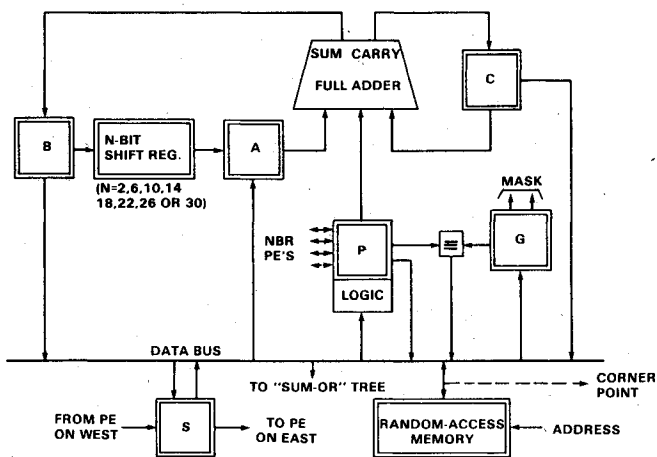 SUM CARRY
FULL ADDER
C
B
N-BIT
SHIFT REG.
A
(N=2,6,10,14
18,22,26 OR 30)
MASK
NBR
PE'S
P
≡
G
LOGIC
DATA BUS
TO "SUM-OR" TREE
CORNER
POINT
FROM PE
ON WEST
S
TO PE
ON EAST
RANDOM-ACCESS
MEMORY
ADDRESS